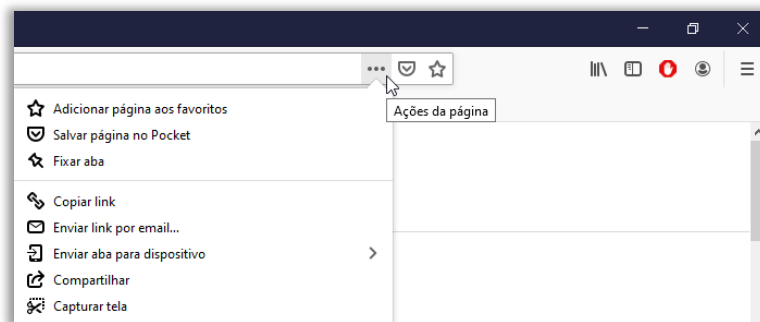 Ações da página
Adicionar página aos favoritos
Salvar página no Pocket
Fixar aba
Copiar link
Enviar link por email...
Enviar aba para dispositivo
Compartilhar
Capturar tela